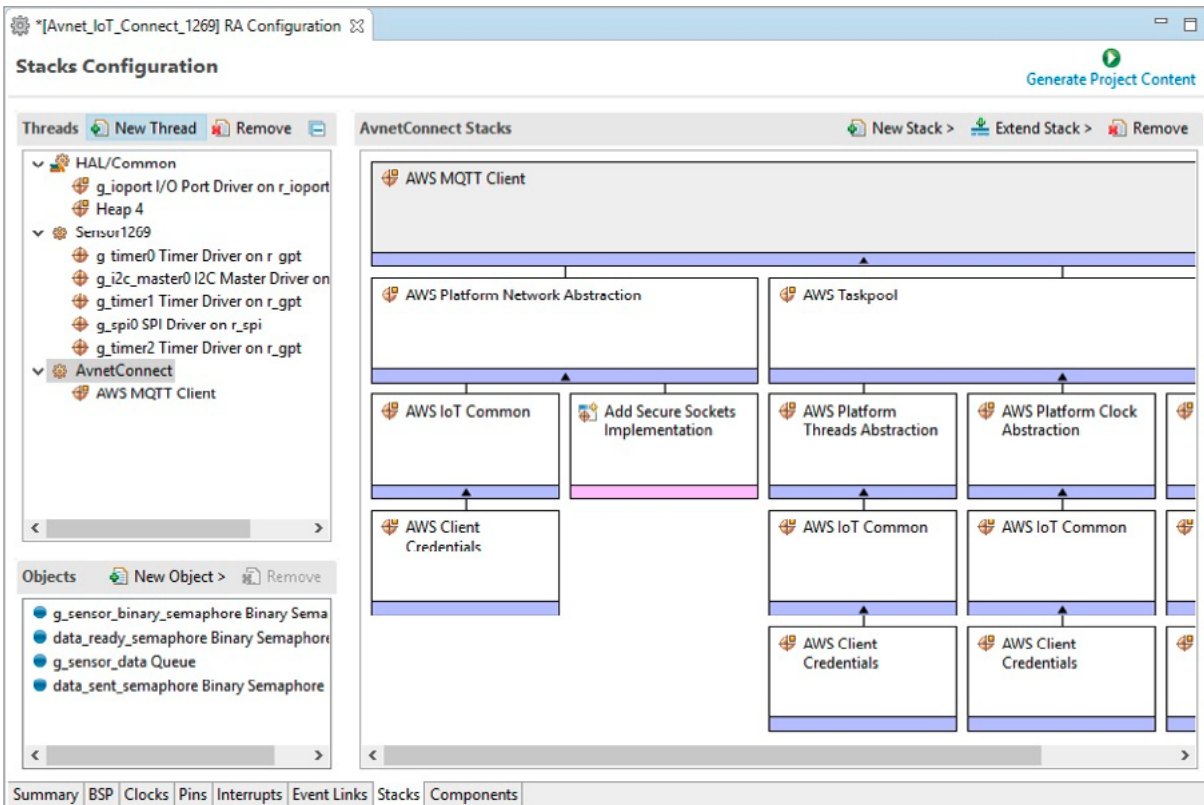 *[Avnet_IoT_Connect_1269] RA Configuration
Stacks Configuration
Generate Project Content
Threads New Thread Remove
HAL/Common
g_ioport I/O Port Driver on r_ioport
Heap 4
Sensor1269
g_timer0 Timer Driver on r_gpt
g_i2c_master0 I2C Master Driver on
g_timer1 Timer Driver on r_gpt
g_spi0 SPI Driver on r_spi
g_timer2 Timer Driver on r_gpt
AvnetConnect
AWS MQTT Client
Objects New Object > Remove
g_sensor_binary_semaphore Binary Sema
data_ready_semaphore Binary Semaphore
g_sensor_data Queue
data_sent_semaphore Binary Semaphore
AvnetConnect Stacks New Stack > Extend Stack > Remove
AWS MQTT Client
AWS Platform Network Abstraction
AWS Taskpool
AWS IoT Common
Add Secure Sockets
Implementation
AWS Platform
Threads Abstraction
AWS Platform Clock
Abstraction
AWS Client
Credentials
AWS IoT Common
AWS IoT Common
AWS Client
Credentials
AWS Client
Credentials
Summary BSP Clocks Pins Interrupts Event Links Stacks Components